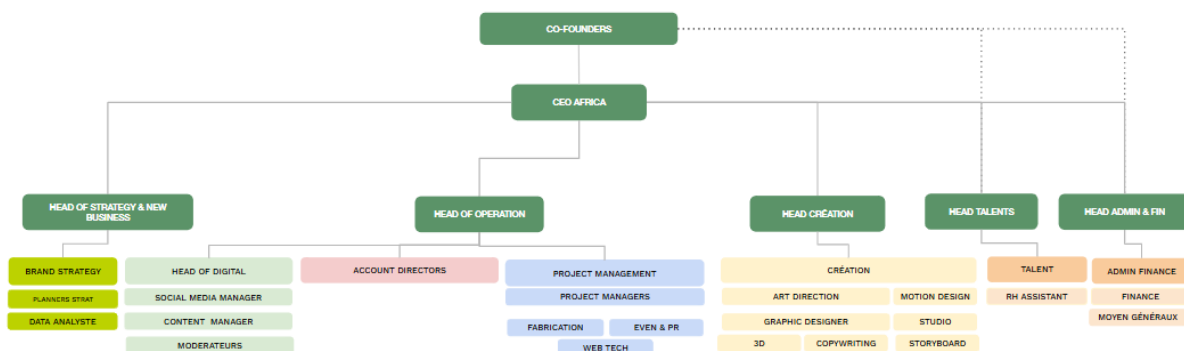 CO-FOUNDERS
CEO AFRICA
HEAD OF STRATEGY & NEW
BUSINESS
HEAD OF OPERATION
HEAD CRÉATION
HEAD TALENTS
HEAD ADMIN & FIN
BRAND STRATEGY
HEAD OF DIGITAL
ACCOUNT DIRECTORS
PROJECT MANAGEMENT
CRÉATION
TALENT
ADMIN FINANCE
PLANNERS STRAT
SOCIAL MEDIA MANAGER
PROJECT MANAGERS
ART DIRECTION
MOTION DESIGN
RH ASSISTANT
FINANCE
DATA ANALYSTE
CONTENT MANAGER
FABRICATION
EVEN & PR
GRAPHIC DESIGNER
STUDIO
MOYEN GÉNÉRAUX
MODERATEURS
WEB TECH
3D
COPYWRITING
STORYBOARD